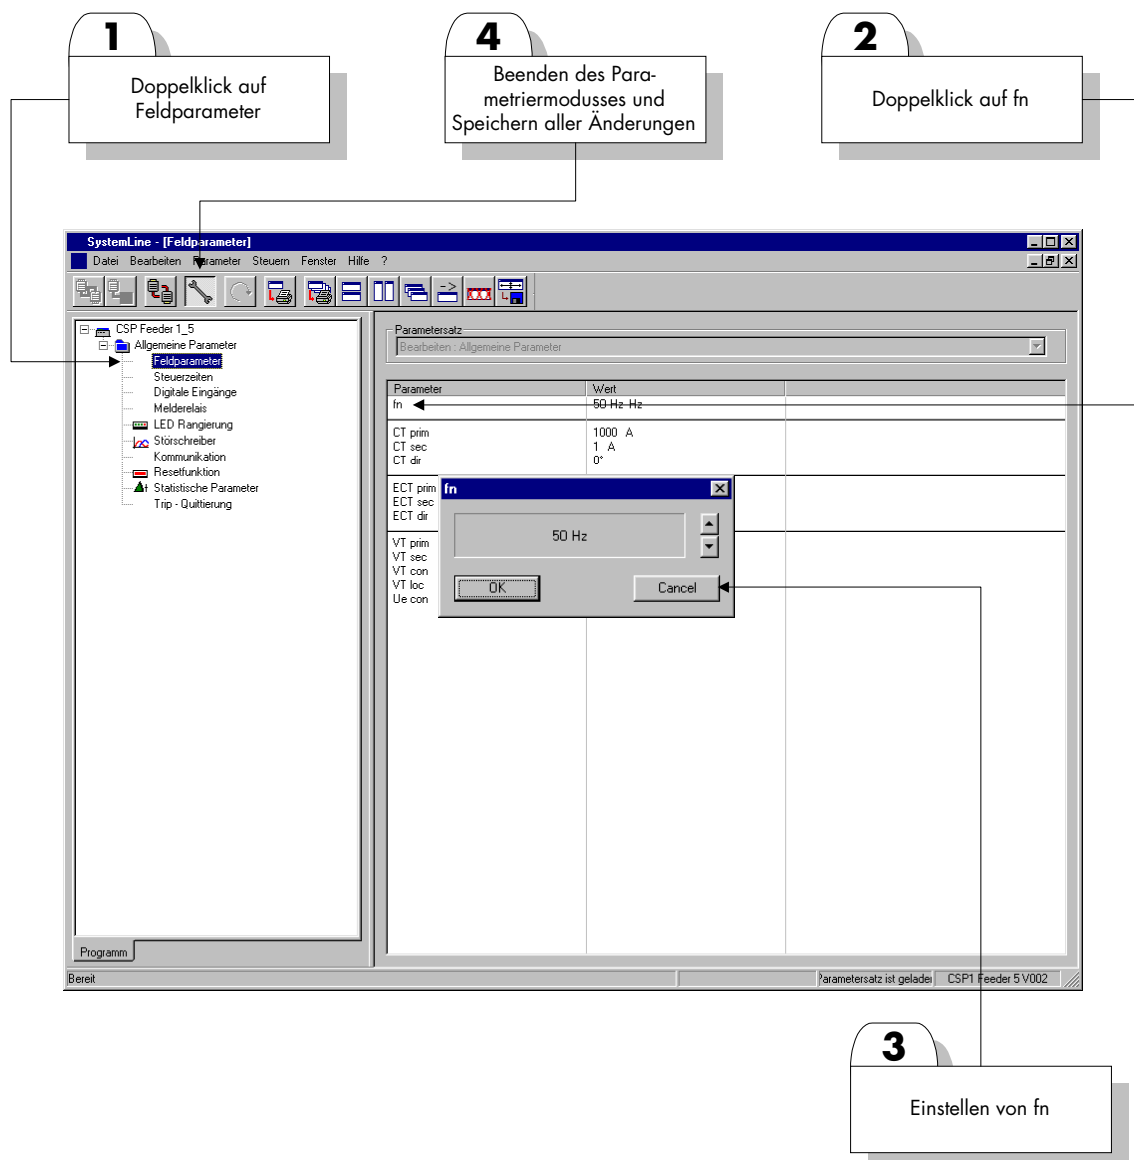 1
Doppelklick auf
Feldparameter
4
Beenden des Para-
metriermodusses und
Speichern aller Änderungen
2
Doppelklick auf fn
SystemLine - [Feldparameter]
Datei Bearbeiten Parameter Steuern Fenster Hilfe ?
CSP Feeder 1_5
Allgemeine Parameter
Feldparameter
Steuerzeiten
Digitale Eingänge
Melderelais
LED Rangierung
Störschreiber
Kommunikation
Resetfunktion
Statistische Parameter
Trip - Quittierung
Programm
Parametersatz
Bearbeiten : Allgemeine Parameter
Parameter Wert
fn 50 Hz Hz
CT prim 1000 A
CT sec 1 A
CT dir 0°
ECT prim
ECT sec
ECT dir
VT prim
VT sec
VT con
VT loc
Ue con
fn
50 Hz
OK Cancel
Bereit
Parametersatz ist gelader CSP1 Feeder 5 V002
3
Einstellen von fn